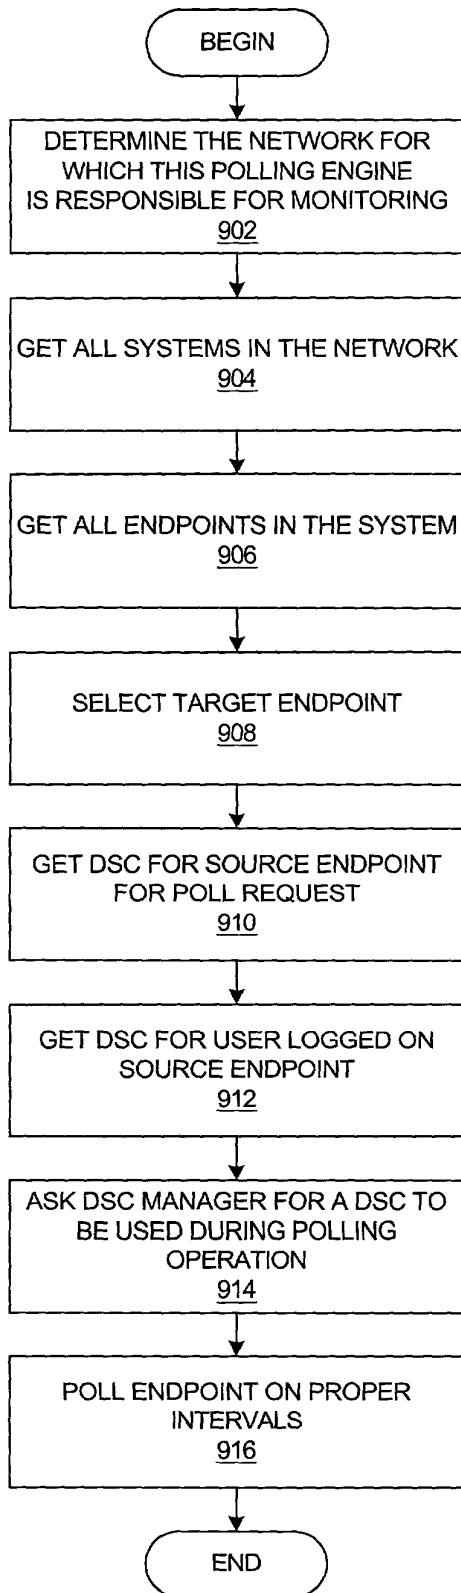 BEGIN
DETERMINE THE NETWORK FOR
WHICH THIS POLLING ENGINE
IS RESPONSIBLE FOR MONITORING
902
GET ALL SYSTEMS IN THE NETWORK
904
GET ALL ENDPOINTS IN THE SYSTEM
906
SELECT TARGET ENDPOINT
908
GET DSC FOR SOURCE ENDPOINT
FOR POLL REQUEST
910
GET DSC FOR USER LOGGED ON
SOURCE ENDPOINT
912
ASK DSC MANAGER FOR A DSC TO
BE USED DURING POLLING
OPERATION
914
POLL ENDPOINT ON PROPER
INTERVALS
916
END